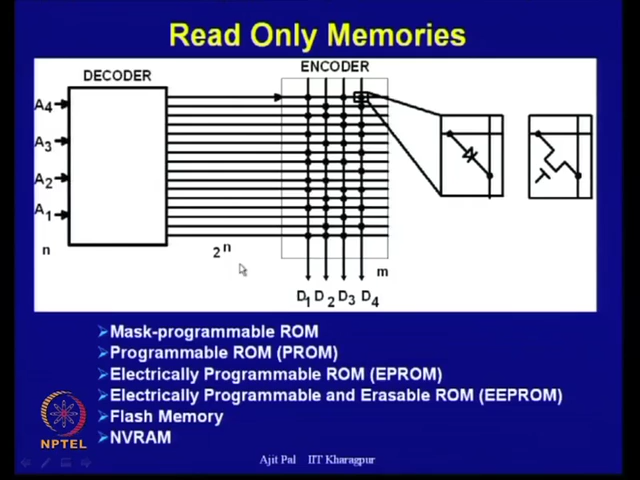 Read Only Memories
DECODER
ENCODER
A4
A3
A2
A1
n
2n
m
D1 D2 D3 D4
Mask-programmable ROM
Programmable ROM (PROM)
Electrically Programmable ROM (EPROM)
Electrically Programmable and Erasable ROM (EEPROM)
Flash Memory
NVRAM
NPTEL
Ajit Pal IIT Kharagpur